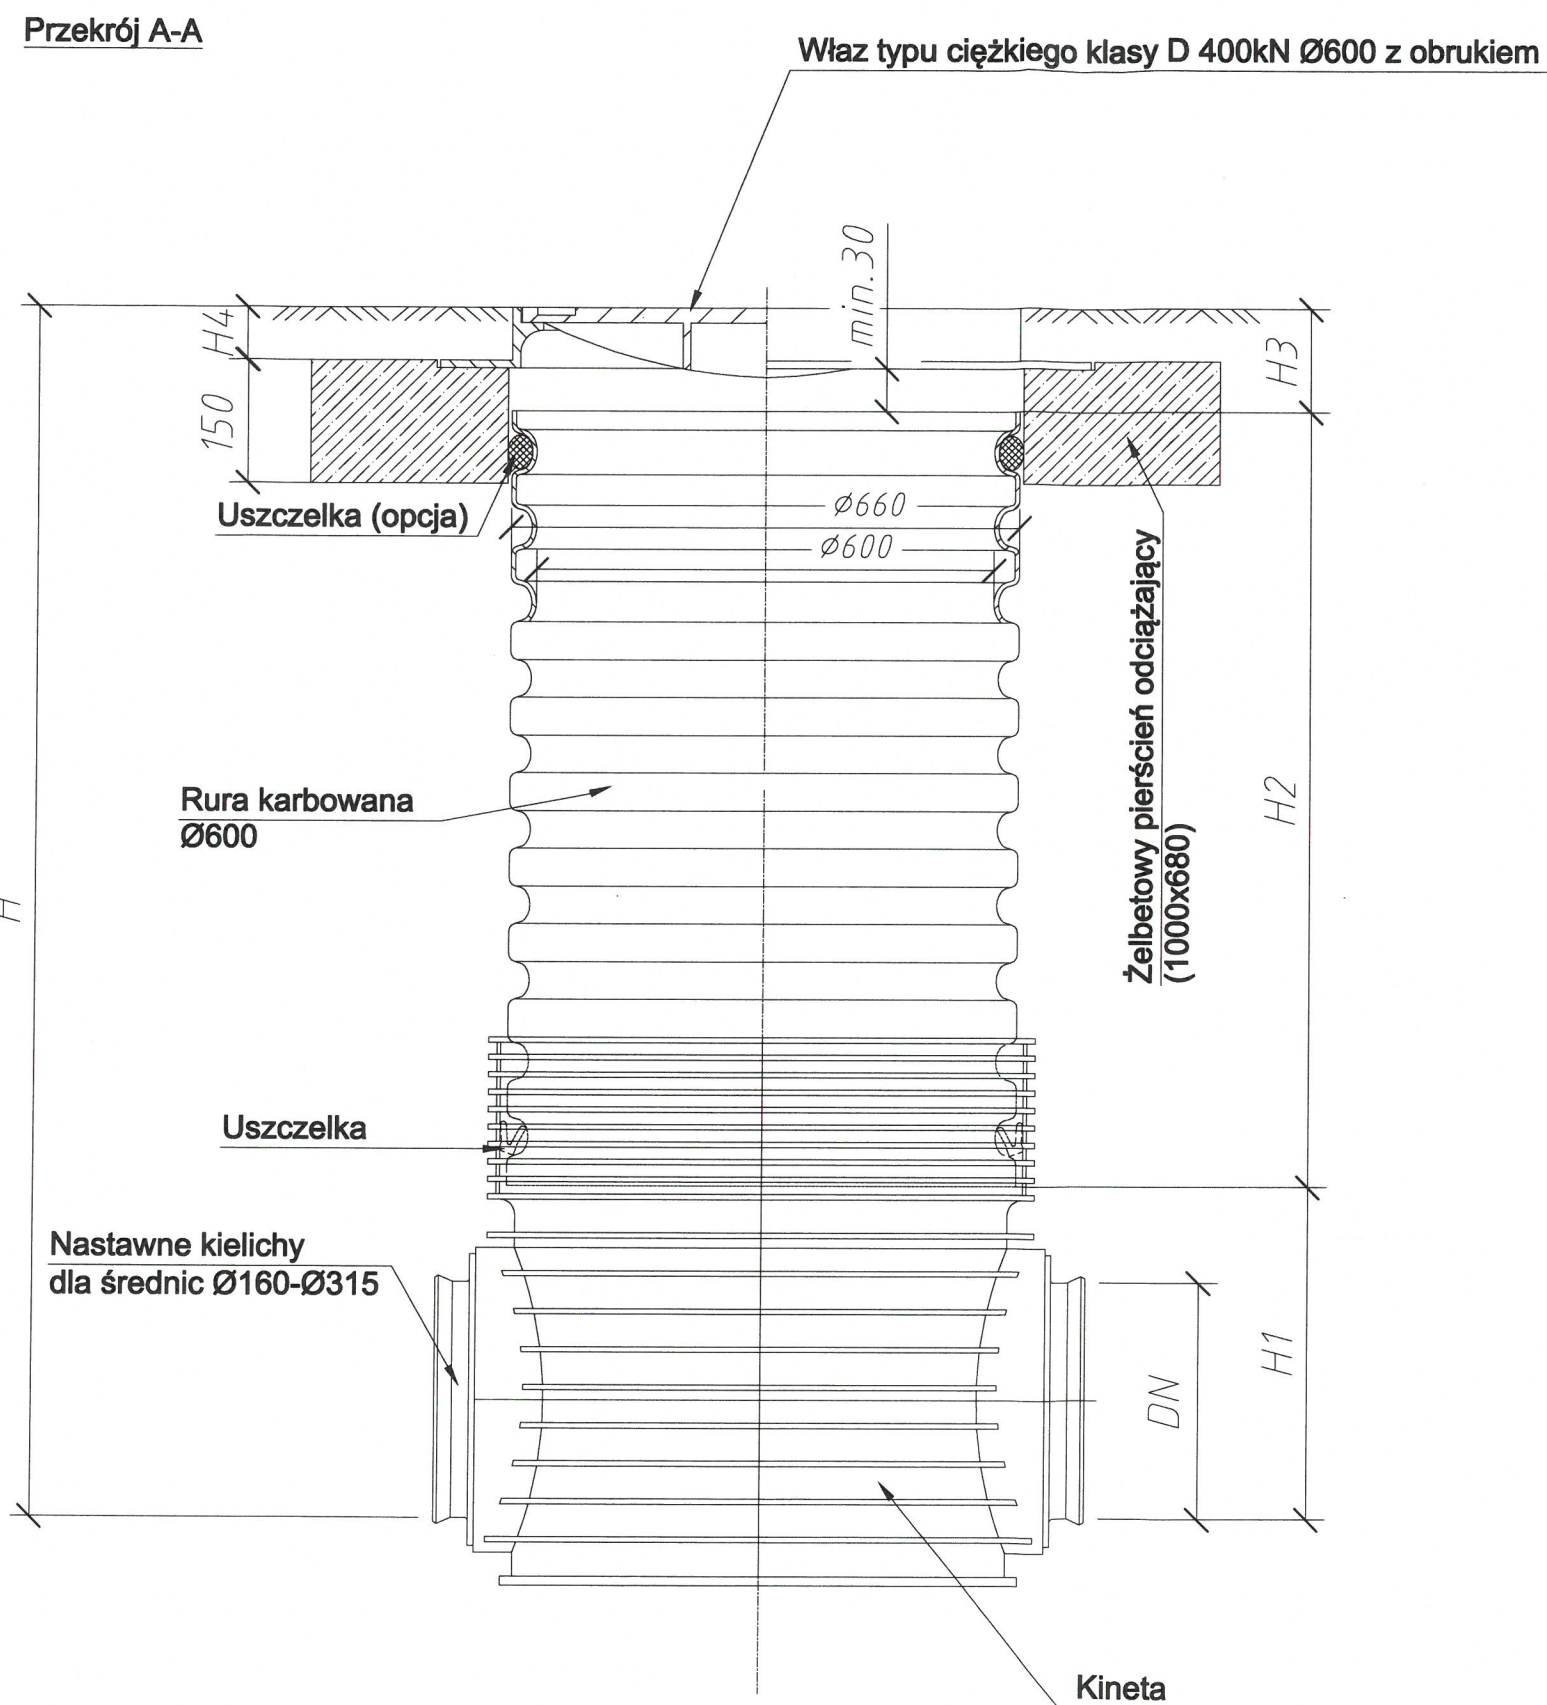 Przekrój A-A
Właz typu ciężkiego klasy D 400kN Ø600 z obrukiem
min.30
H4
H3
150
Uszczelka (opcja)
Ø660
Ø600
Żelbetowy pierścień odciążający
(1000x680)
H2
Rura karbowana
Ø600
H
Uszczelka
Nastawne kielichy
dla średnic Ø160-Ø315
H1
DN
Kineta